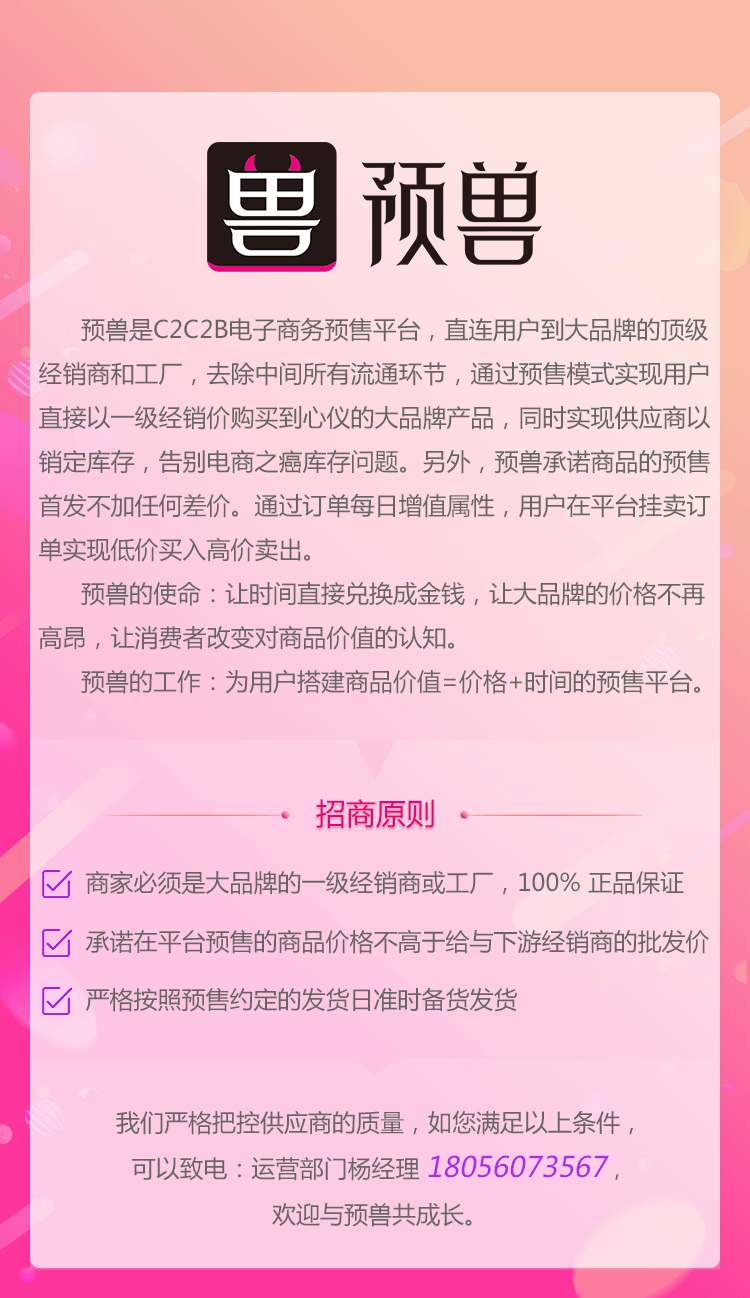 兽 预兽
预兽是C2C2B电子商务预售平台，直连用户到大品牌的顶级
经销商和工厂，去除中间所有流通环节，通过预售模式实现用户
直接以一级经销价购买到心仪的大品牌产品，同时实现供应商以
销定库存，告别电商之癌库存问题。另外，预兽承诺商品的预售
首发不加任何差价。通过订单每日增值属性，用户在平台挂卖订
单实现低价买入高价卖出。
预兽的使命：让时间直接兑换成金钱，让大品牌的价格不再
高昂，让消费者改变对商品价值的认知。
预兽的工作：为用户搭建商品价值=价格+时间的预售平台。
招商原则
商家必须是大品牌的一级经销商或工厂，100% 正品保证
承诺在平台预售的商品价格不高于给与下游经销商的批发价
严格按照预售约定的发货日准时备货发货
我们严格把控供应商的质量，如您满足以上条件，
可以致电：运营部门杨经理 18056073567，
欢迎与预兽共成长。